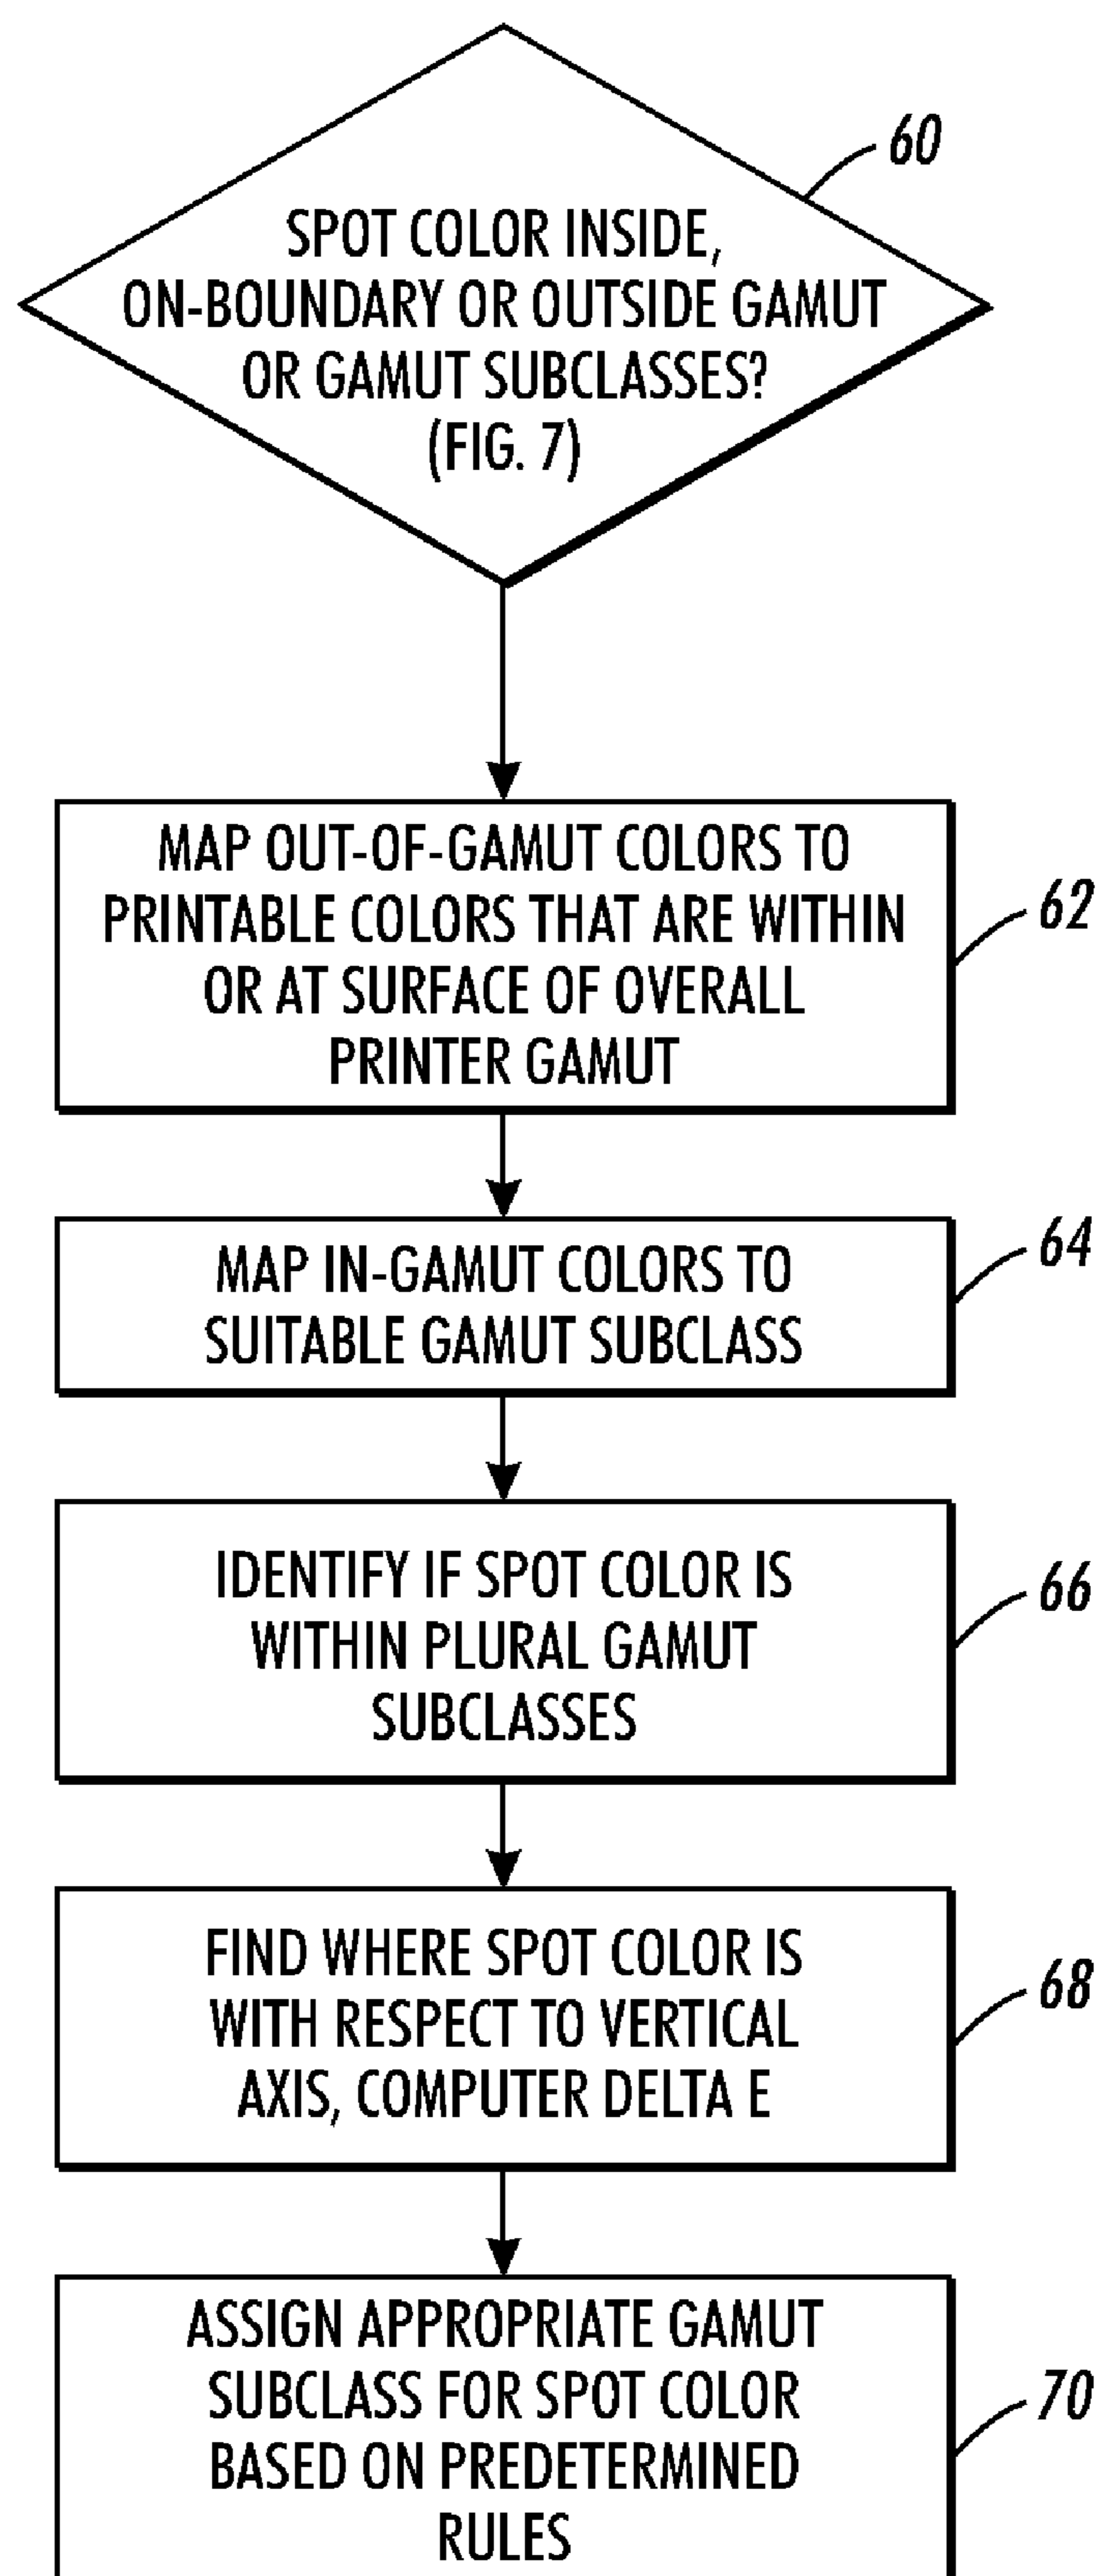 60
SPOT COLOR INSIDE,
ON-BOUNDARY OR OUTSIDE GAMUT
OR GAMUT SUBCLASSES?
(FIG. 7)
MAP OUT-OF-GAMUT COLORS TO
PRINTABLE COLORS THAT ARE WITHIN
OR AT SURFACE OF OVERALL
PRINTER GAMUT
62
MAP IN-GAMUT COLORS TO
SUITABLE GAMUT SUBCLASS
64
IDENTIFY IF SPOT COLOR IS
WITHIN PLURAL GAMUT
SUBCLASSES
66
FIND WHERE SPOT COLOR IS
WITH RESPECT TO VERTICAL
AXIS, COMPUTER DELTA E
68
ASSIGN APPROPRIATE GAMUT
SUBCLASS FOR SPOT COLOR
BASED ON PREDETERMINED
RULES
70